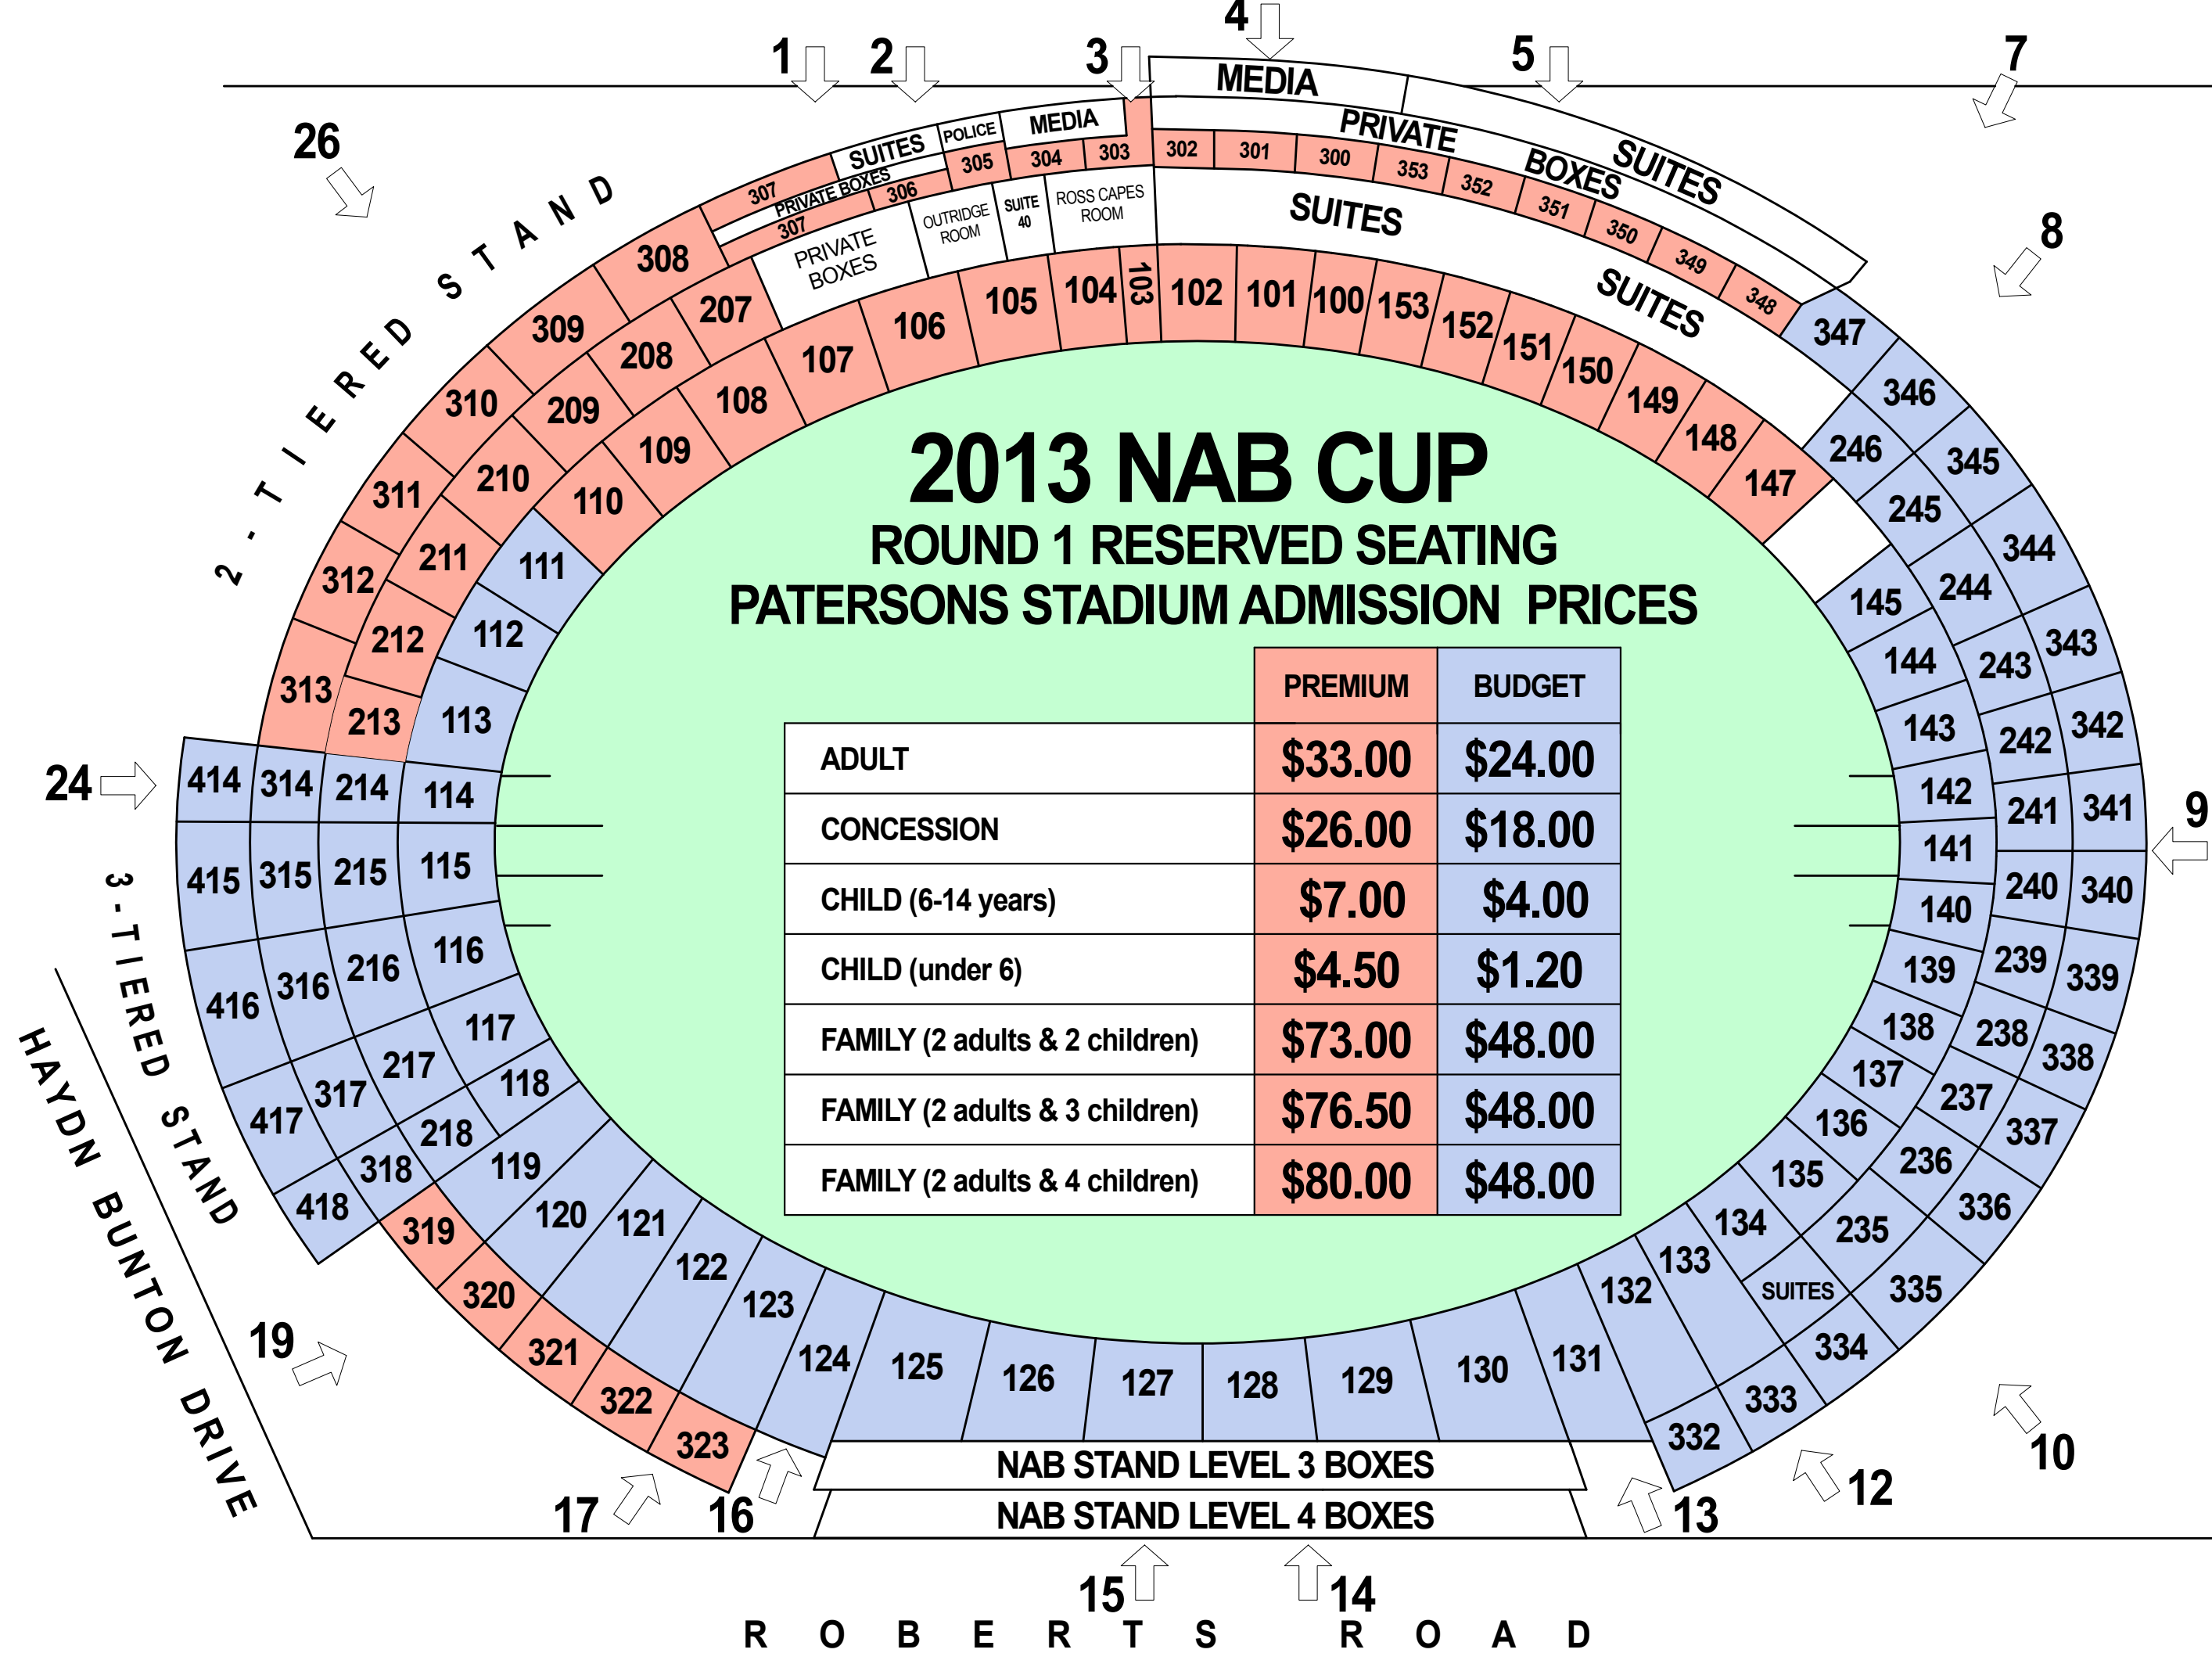 4
1
2
3
5
7
MEDIA
26
SUITES
POLICE
MEDIA
PRIVATE
BOXES
SUITES
307
PRIVATE BOXES
306
305
304
303
302
301
300
353
352
351
350
349
348
307
308
PRIVATE
BOXES
OUTRIDGE
ROOM
SUITE
40
ROSS CAPES
ROOM
SUITES
SUITES
8
2 - TIERED STAND
309
310
311
312
313
207
208
209
210
211
212
213
110
109
108
107
106
105
104
103
102
101
100
153
152
151
150
149
148
147
347
346
345
344
343
342
341
246
245
244
243
242
241
145
144
143
142
141
111
112
113
2013 NAB CUP
ROUND 1 RESERVED SEATING
PATERSONS STADIUM ADMISSION PRICES
PREMIUM BUDGET
ADULT $33.00 $24.00
CONCESSION $26.00 $18.00
CHILD (6-14 years) $7.00 $4.00
CHILD (under 6) $4.50 $1.20
FAMILY (2 adults & 2 children) $73.00 $48.00
FAMILY (2 adults & 3 children) $76.50 $48.00
FAMILY (2 adults & 4 children) $80.00 $48.00
24
9
414 314 214 114
415 315 215 115
416 316 216 116
417 317 217 117
418 318 218 118
3-TIERED STAND
HAYDN BUNTON DRIVE
240 340
140
139 239 339
138 238 338
137 237 337
136 236 336
135 235 335
134
SUITES
334
133
333
132
332
319
320
321
322
323
119
120
121
122
123
124
125
126
127
128
129
130
131
19
17
16
NAB STAND LEVEL 3 BOXES
NAB STAND LEVEL 4 BOXES
13
12
10
15
14
ROBERTS ROAD